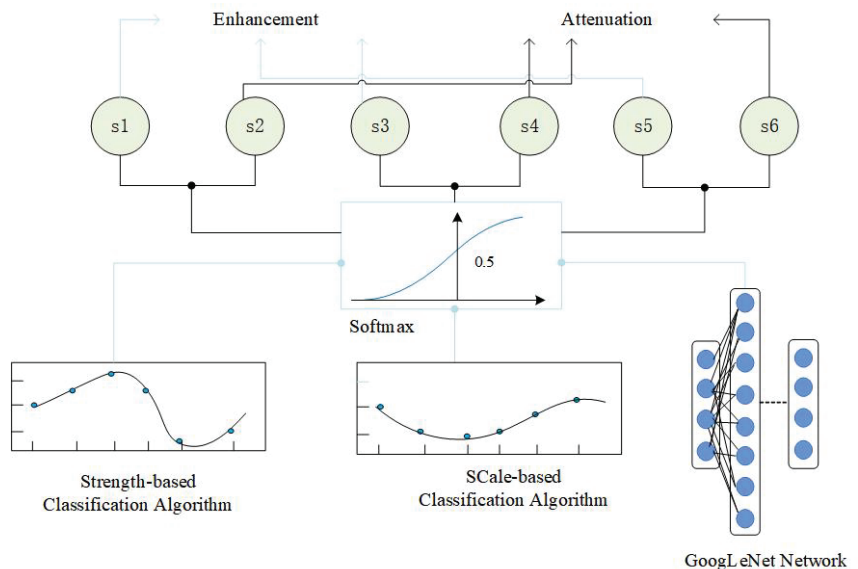 Enhancement
Attenuation
s1
s2
s3
s4
s5
s6
0.5
Softmax
Strength-based
Classification Algorithm
SCale-based
Classification Algorithm
GoogLeNet Network